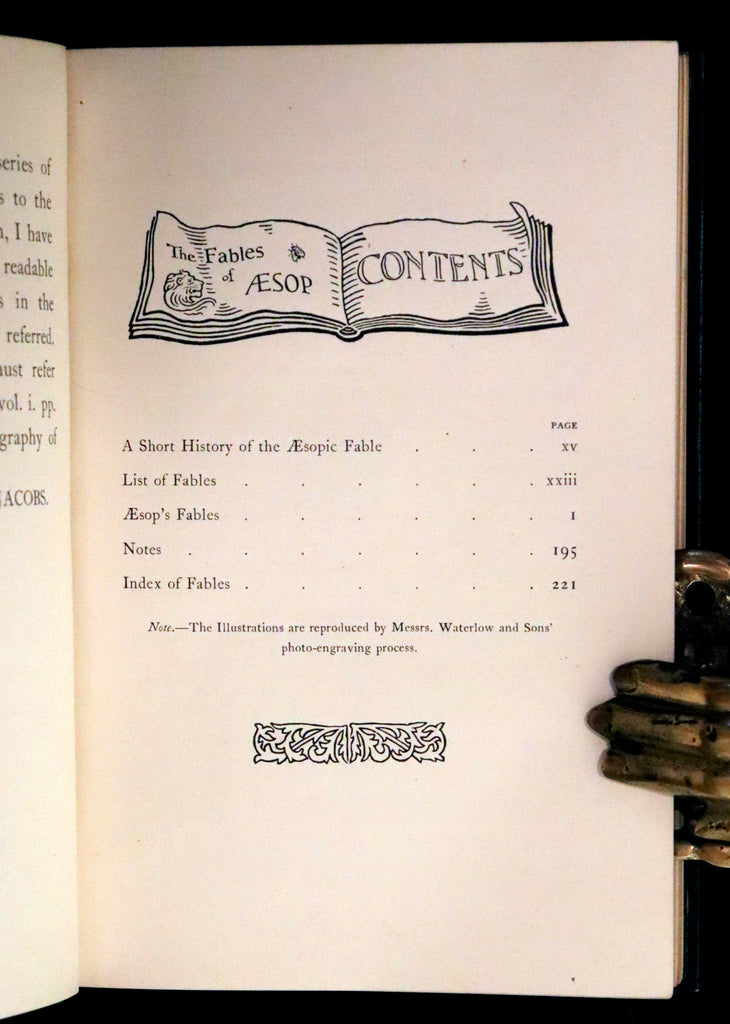 series of
s to the
n, I have
readable
s in the
referred.
must refer
vol. i. pp.
graphy of
JACOBS.
The Fables
of ÆSOP
CONTENTS
PAGE
A Short History of the Æsopic Fable . . . xv
List of Fables . . . . . . xxiii
Æsop's Fables . . . . . . 1
Notes . . . . . . . 195
Index of Fables . . . . . . 221
Note.—The Illustrations are reproduced by Messrs. Waterlow and Sons'
photo-engraving process.